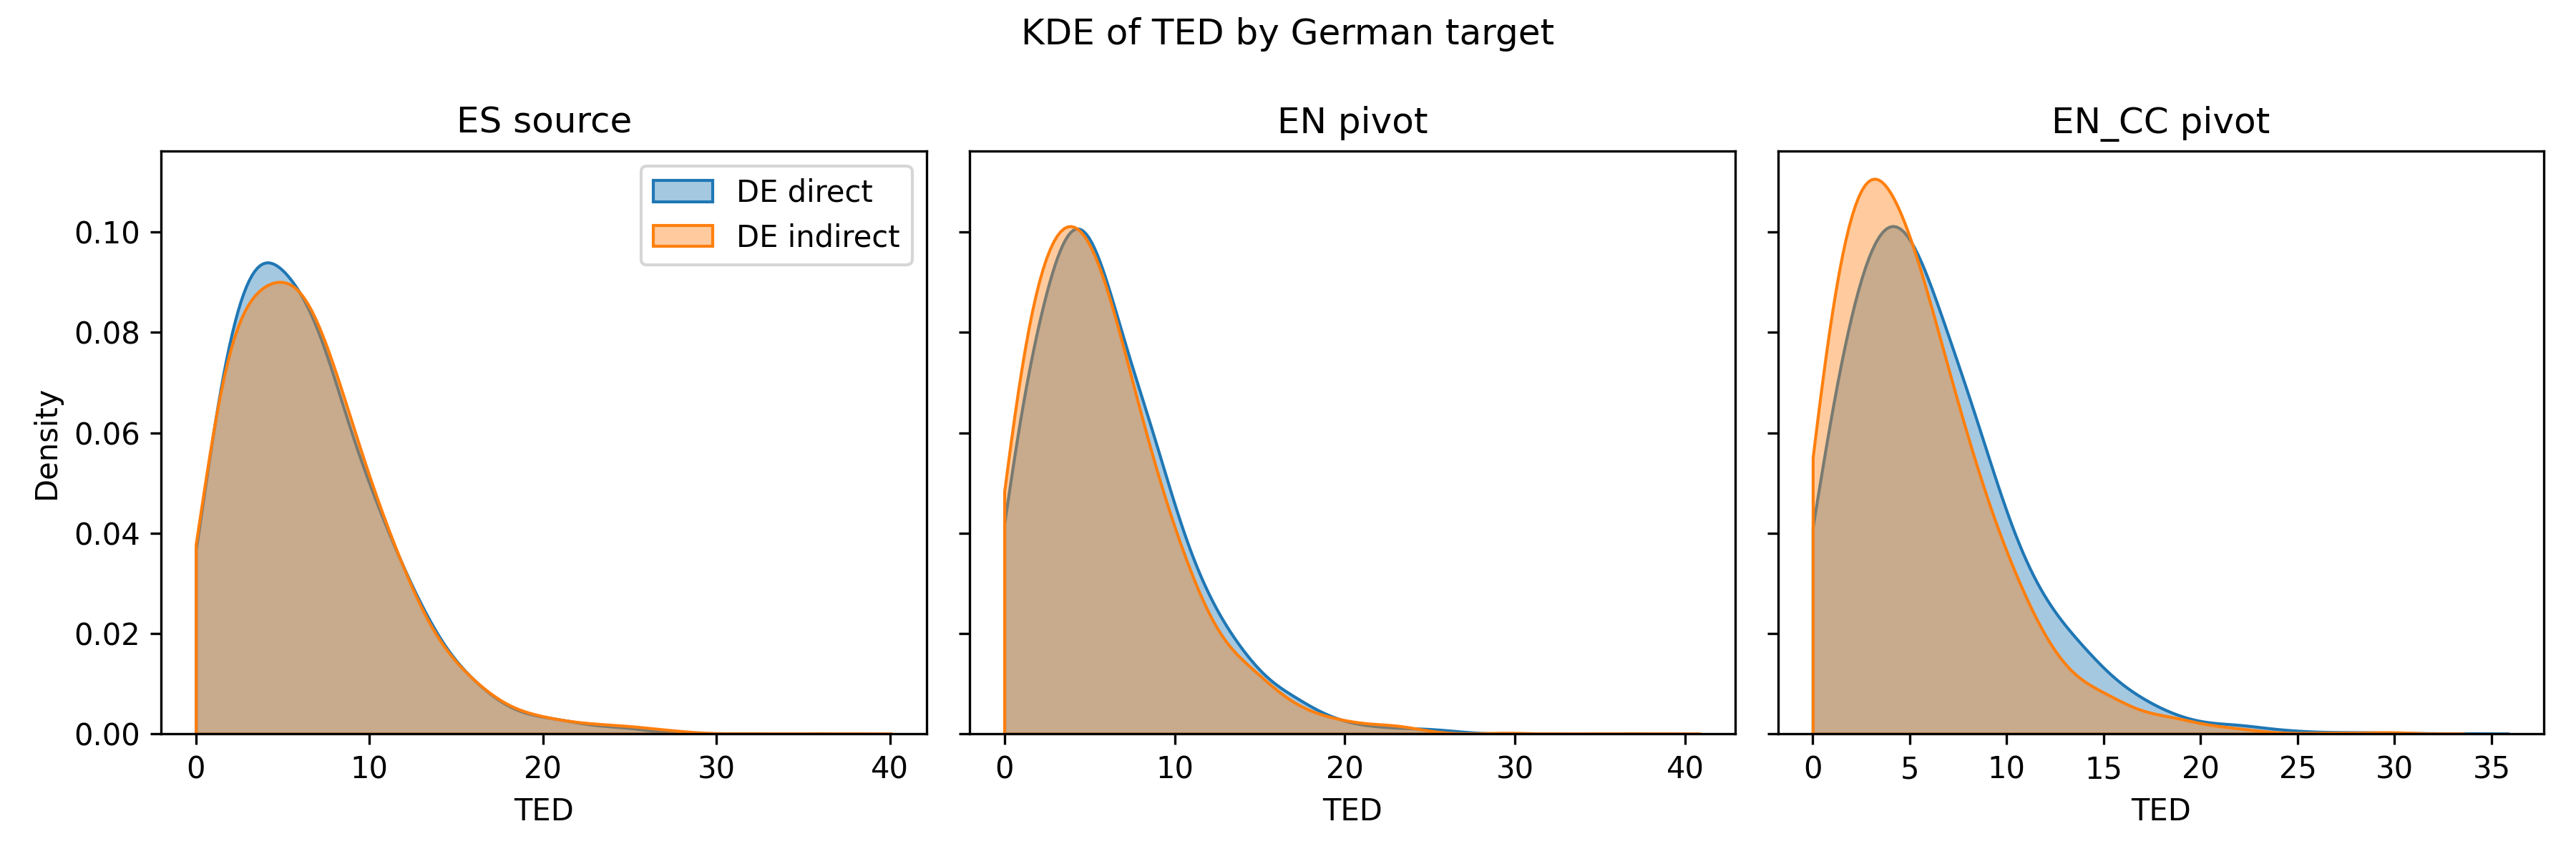 KDE of TED by German target
ES source
DE direct
DE indirect
Density
0.10
0.08
0.06
0.04
0.02
0.00
0 10 20 30 40
TED
EN pivot
0 10 20 30 40
TED
EN_CC pivot
0 5 10 15 20 25 30 35
TED